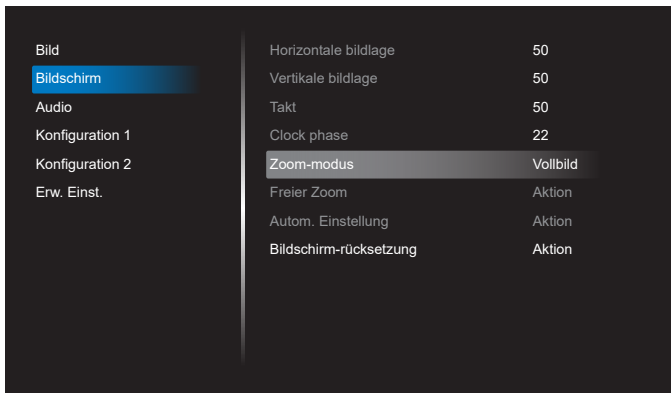 Bild
Bildschirm
Audio
Konfiguration 1
Konfiguration 2
Erw. Einst.
Horizontale bildlage 50
Vertikale bildlage 50
Takt 50
Clock phase 22
Zoom-modus Vollbild
Freier Zoom Aktion
Autom. Einstellung Aktion
Bildschirm-rücksetzung Aktion